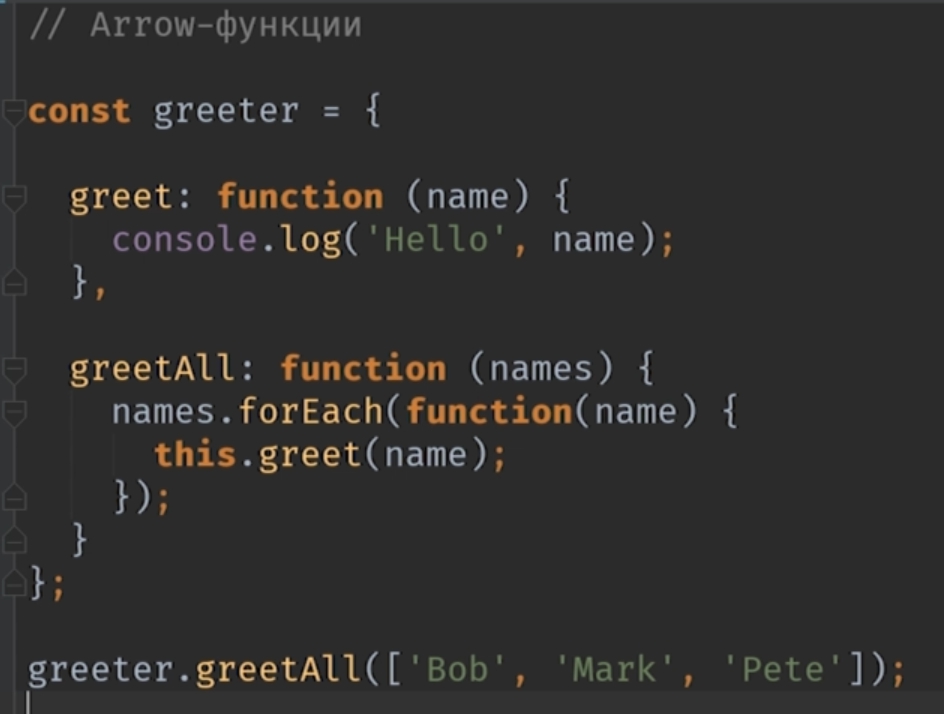 // Arrow-функции
const greeter = {
greet: function (name) {
console.log('Hello', name);
},
greetAll: function (names) {
names.forEach(function(name) {
this.greet(name);
});
}
};
greeter.greetAll(['Bob', 'Mark', 'Pete']);